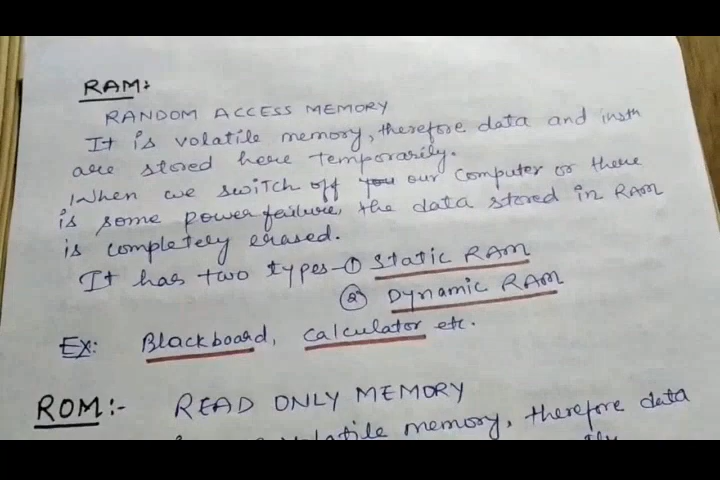 RAM:
RANDOM ACCESS MEMORY
It is volatile memory, therefore data and instn
are stored here temporarily.
When we switch off our computer or there
is some power failure, the data stored in RAM
is completely erased.
It has two types- ① Static RAM
② Dynamic RAM
Ex: Blackboard, Calculator etc.
ROM:- READ ONLY MEMORY
volatile memory, therefore data